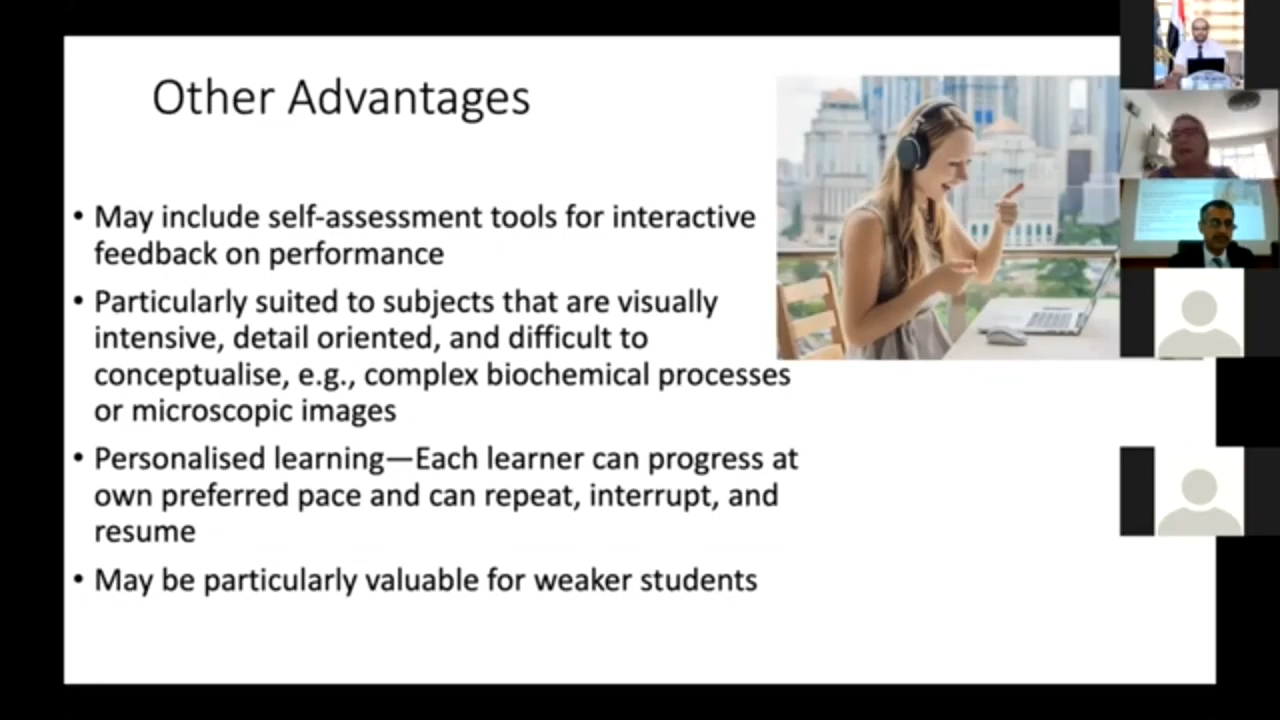 Other Advantages
• May include self-assessment tools for interactive
feedback on performance
• Particularly suited to subjects that are visually
intensive, detail oriented, and difficult to
conceptualise, e.g., complex biochemical processes
or microscopic images
• Personalised learning—Each learner can progress at
own preferred pace and can repeat, interrupt, and
resume
• May be particularly valuable for weaker students